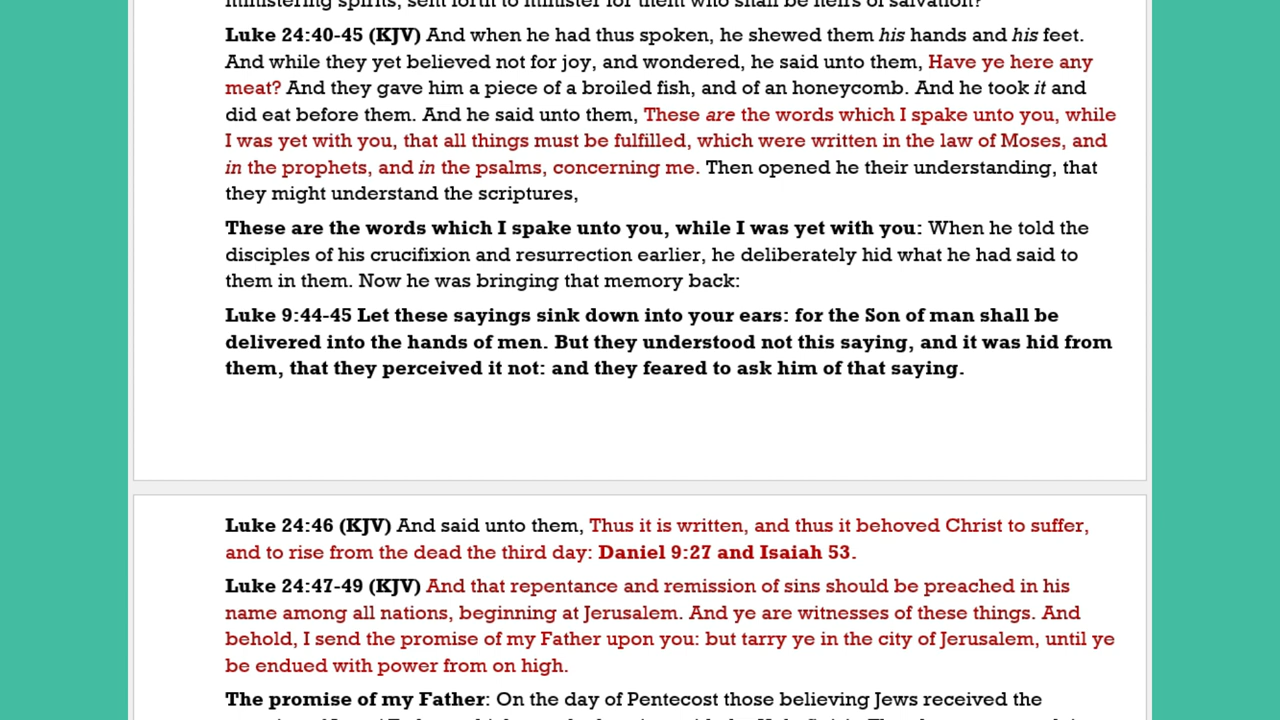 ministering spirits, sent forth to minister for them who shall be heirs of salvation?
Luke 24:40-45 (KJV) And when he had thus spoken, he shewed them his hands and his feet.
And while they yet believed not for joy, and wondered, he said unto them, Have ye here any
meat? And they gave him a piece of a broiled fish, and of an honeycomb. And he took it and
did eat before them. And he said unto them, These are the words which I spake unto you, while
I was yet with you, that all things must be fulfilled, which were written in the law of Moses, and
in the prophets, and in the psalms, concerning me. Then opened he their understanding, that
they might understand the scriptures,
These are the words which I spake unto you, while I was yet with you: When he told the
disciples of his crucifixion and resurrection earlier, he deliberately hid what he had said to
them in them. Now he was bringing that memory back:
Luke 9:44-45 Let these sayings sink down into your ears: for the Son of man shall be
delivered into the hands of men. But they understood not this saying, and it was hid from
them, that they perceived it not: and they feared to ask him of that saying.
Luke 24:46 (KJV) And said unto them, Thus it is written, and thus it behoved Christ to suffer,
and to rise from the dead the third day: Daniel 9:27 and Isaiah 53.
Luke 24:47-49 (KJV) And that repentance and remission of sins should be preached in his
name among all nations, beginning at Jerusalem. And ye are witnesses of these things. And
behold, I send the promise of my Father upon you: but tarry ye in the city of Jerusalem, until ye
be endued with power from on high.
The promise of my Father: On the day of Pentecost those believing Jews received the